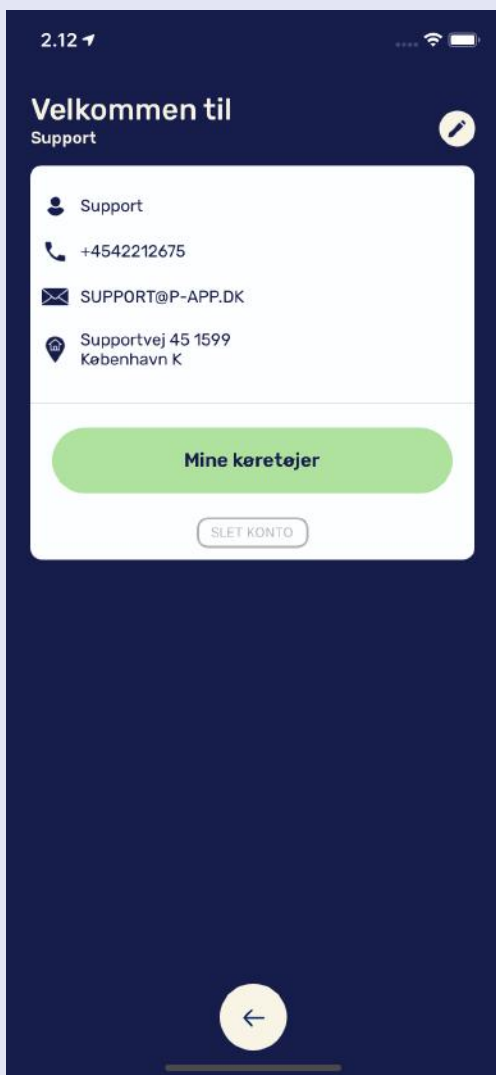 2.12
Velkommen til
Support
Support
+4542212675
SUPPORT@P-APP.DK
Supportvej 45 1599
København K
Mine køretøjer
SLET KONTO